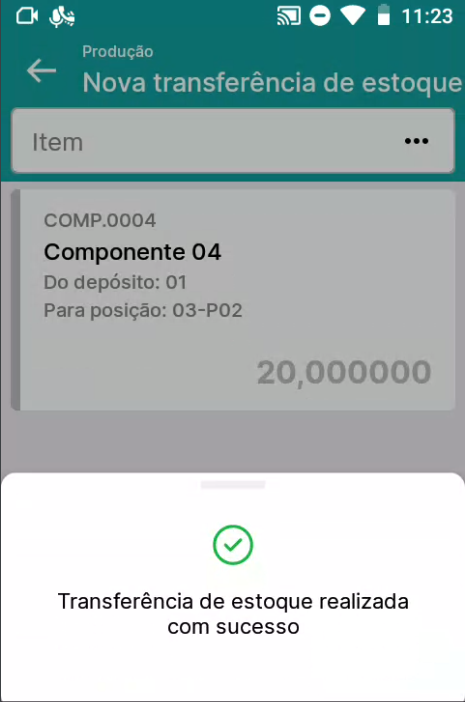 11:23
Produção
Nova transferência de estoque
Item
COMP.0004
Componente 04
Do depósito: 01
Para posição: 03-P02
20,000000
Transferência de estoque realizada
com sucesso